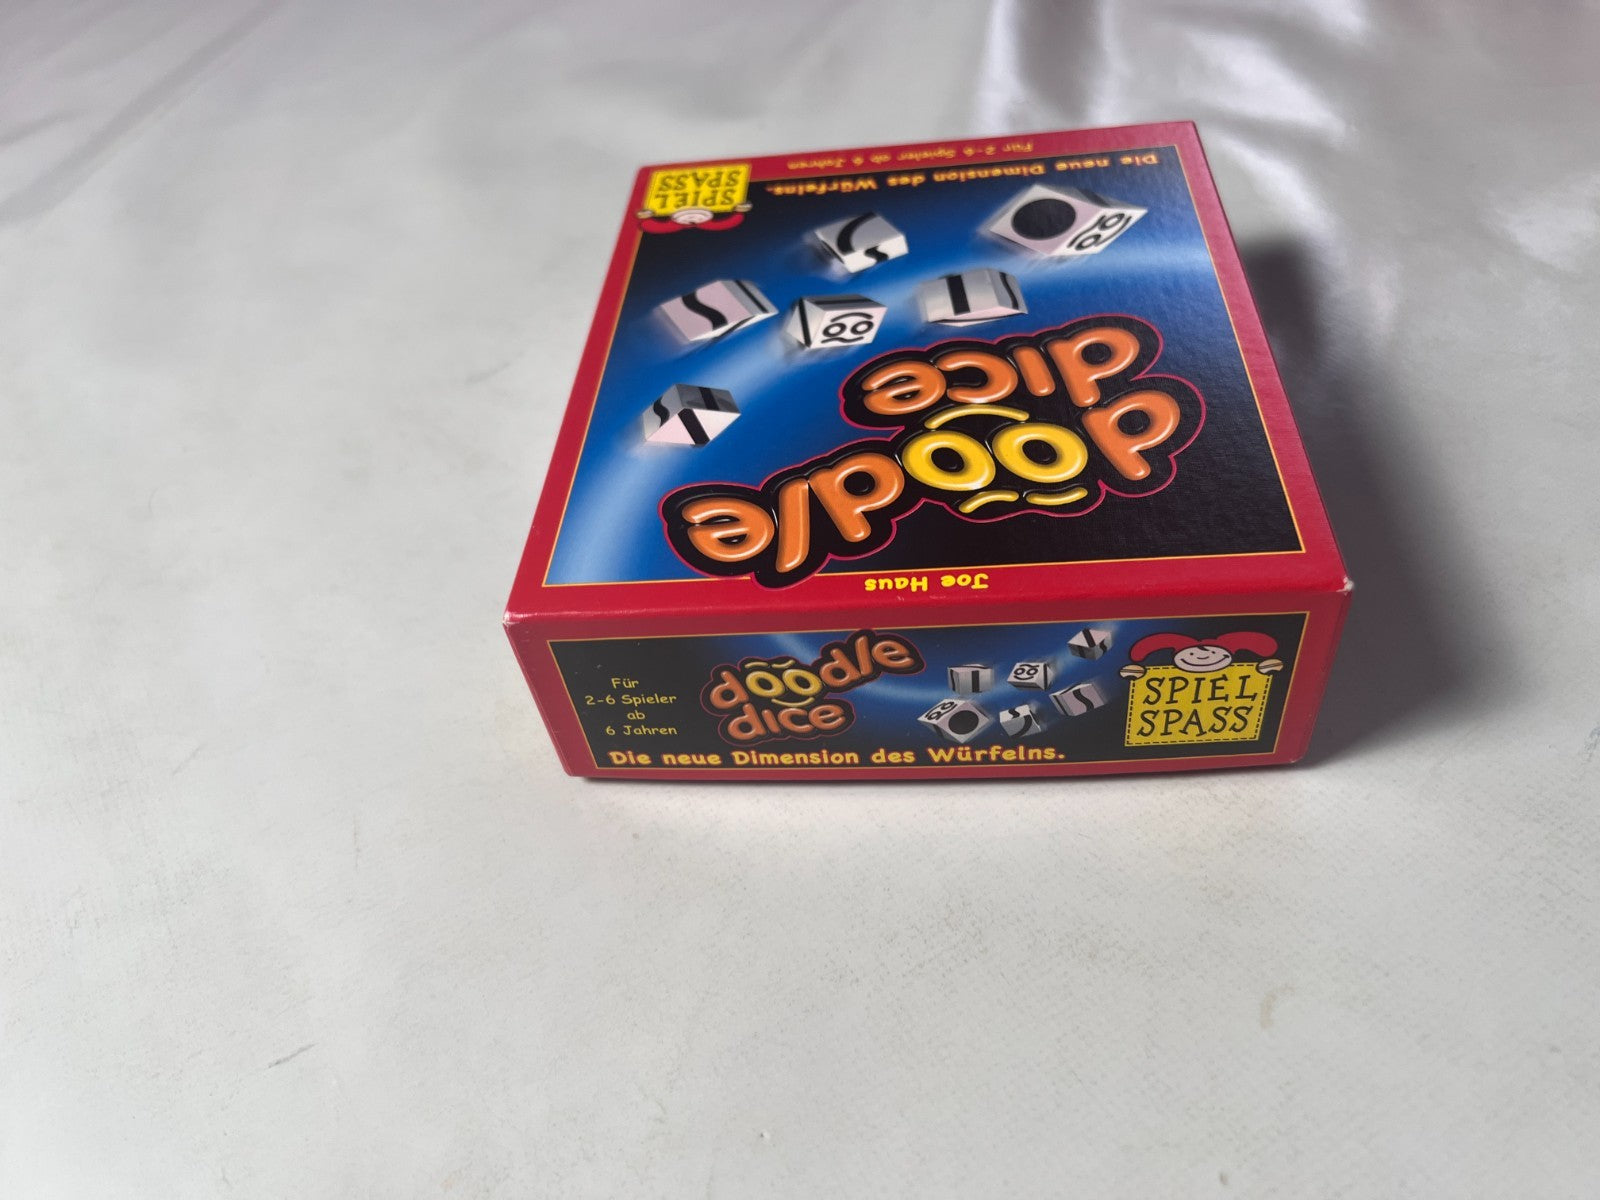 Für 2-6 Spieler ab 6 Jahren
Die neue Dimension des Würfelns.
SPIEL
SPASS
doodle
dice
Joe Haus
Für
2-6 Spieler
ab
6 Jahren
doodle
dice
Die neue Dimension des Würfelns.
SPIEL
SPASS